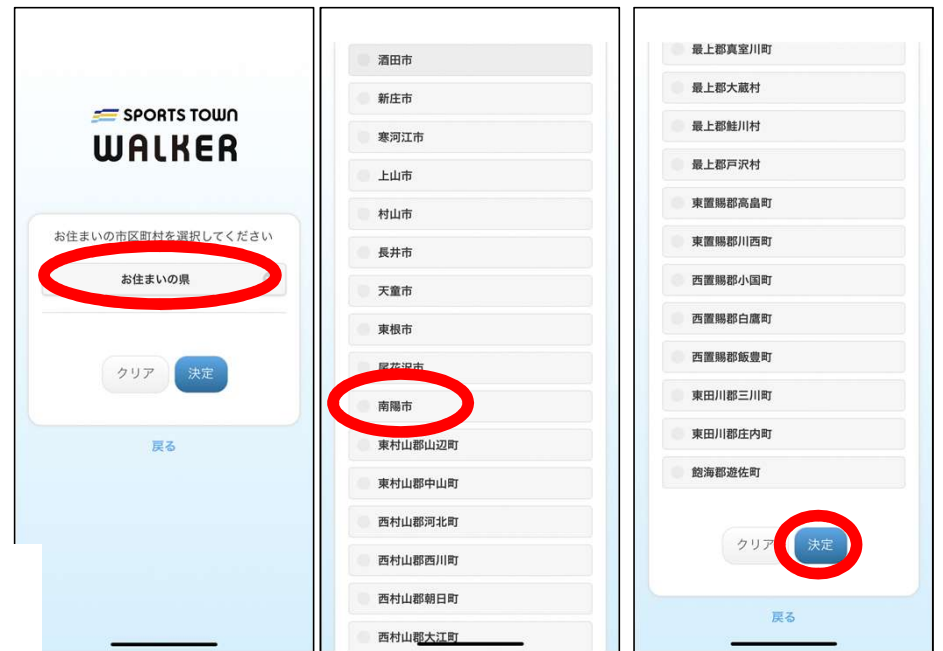 SPORTS TOWN
WALKER
お住まいの市区町村を選択してください
お住まいの県
クリア
決定
戻る
酒田市
新庄市
寒河江市
上山市
村山市
長井市
天童市
東根市
尾花沢市
南陽市
東村山郡山辺町
東村山郡中山町
西村山郡河北町
西村山郡西川町
西村山郡朝日町
西村山郡大江町
最上郡真室川町
最上郡大蔵村
最上郡鮭川村
最上郡戸沢村
東置賜郡高畠町
東置賜郡川西町
西置賜郡小国町
西置賜郡白鷹町
西置賜郡飯豊町
東田川郡三川町
東田川郡庄内町
飽海郡遊佐町
クリア
決定
戻る